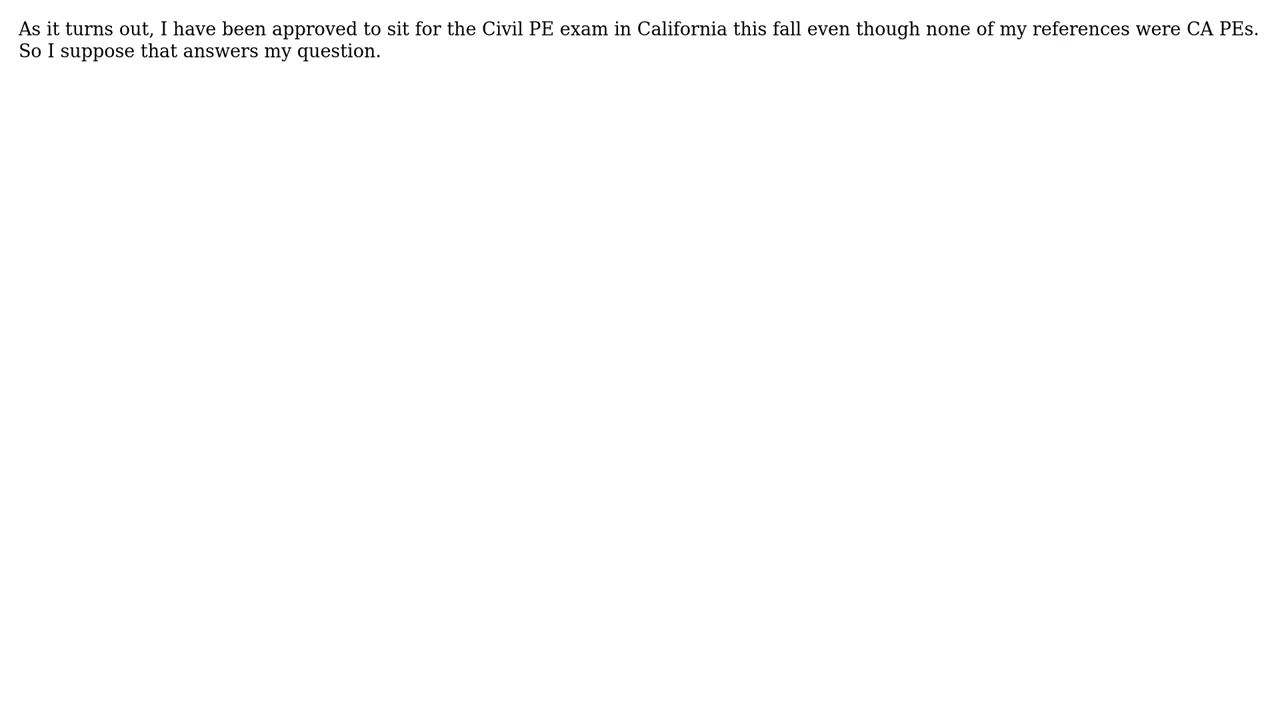 As it turns out, I have been approved to sit for the Civil PE exam in California this fall even though none of my references were CA PEs.
So I suppose that answers my question.